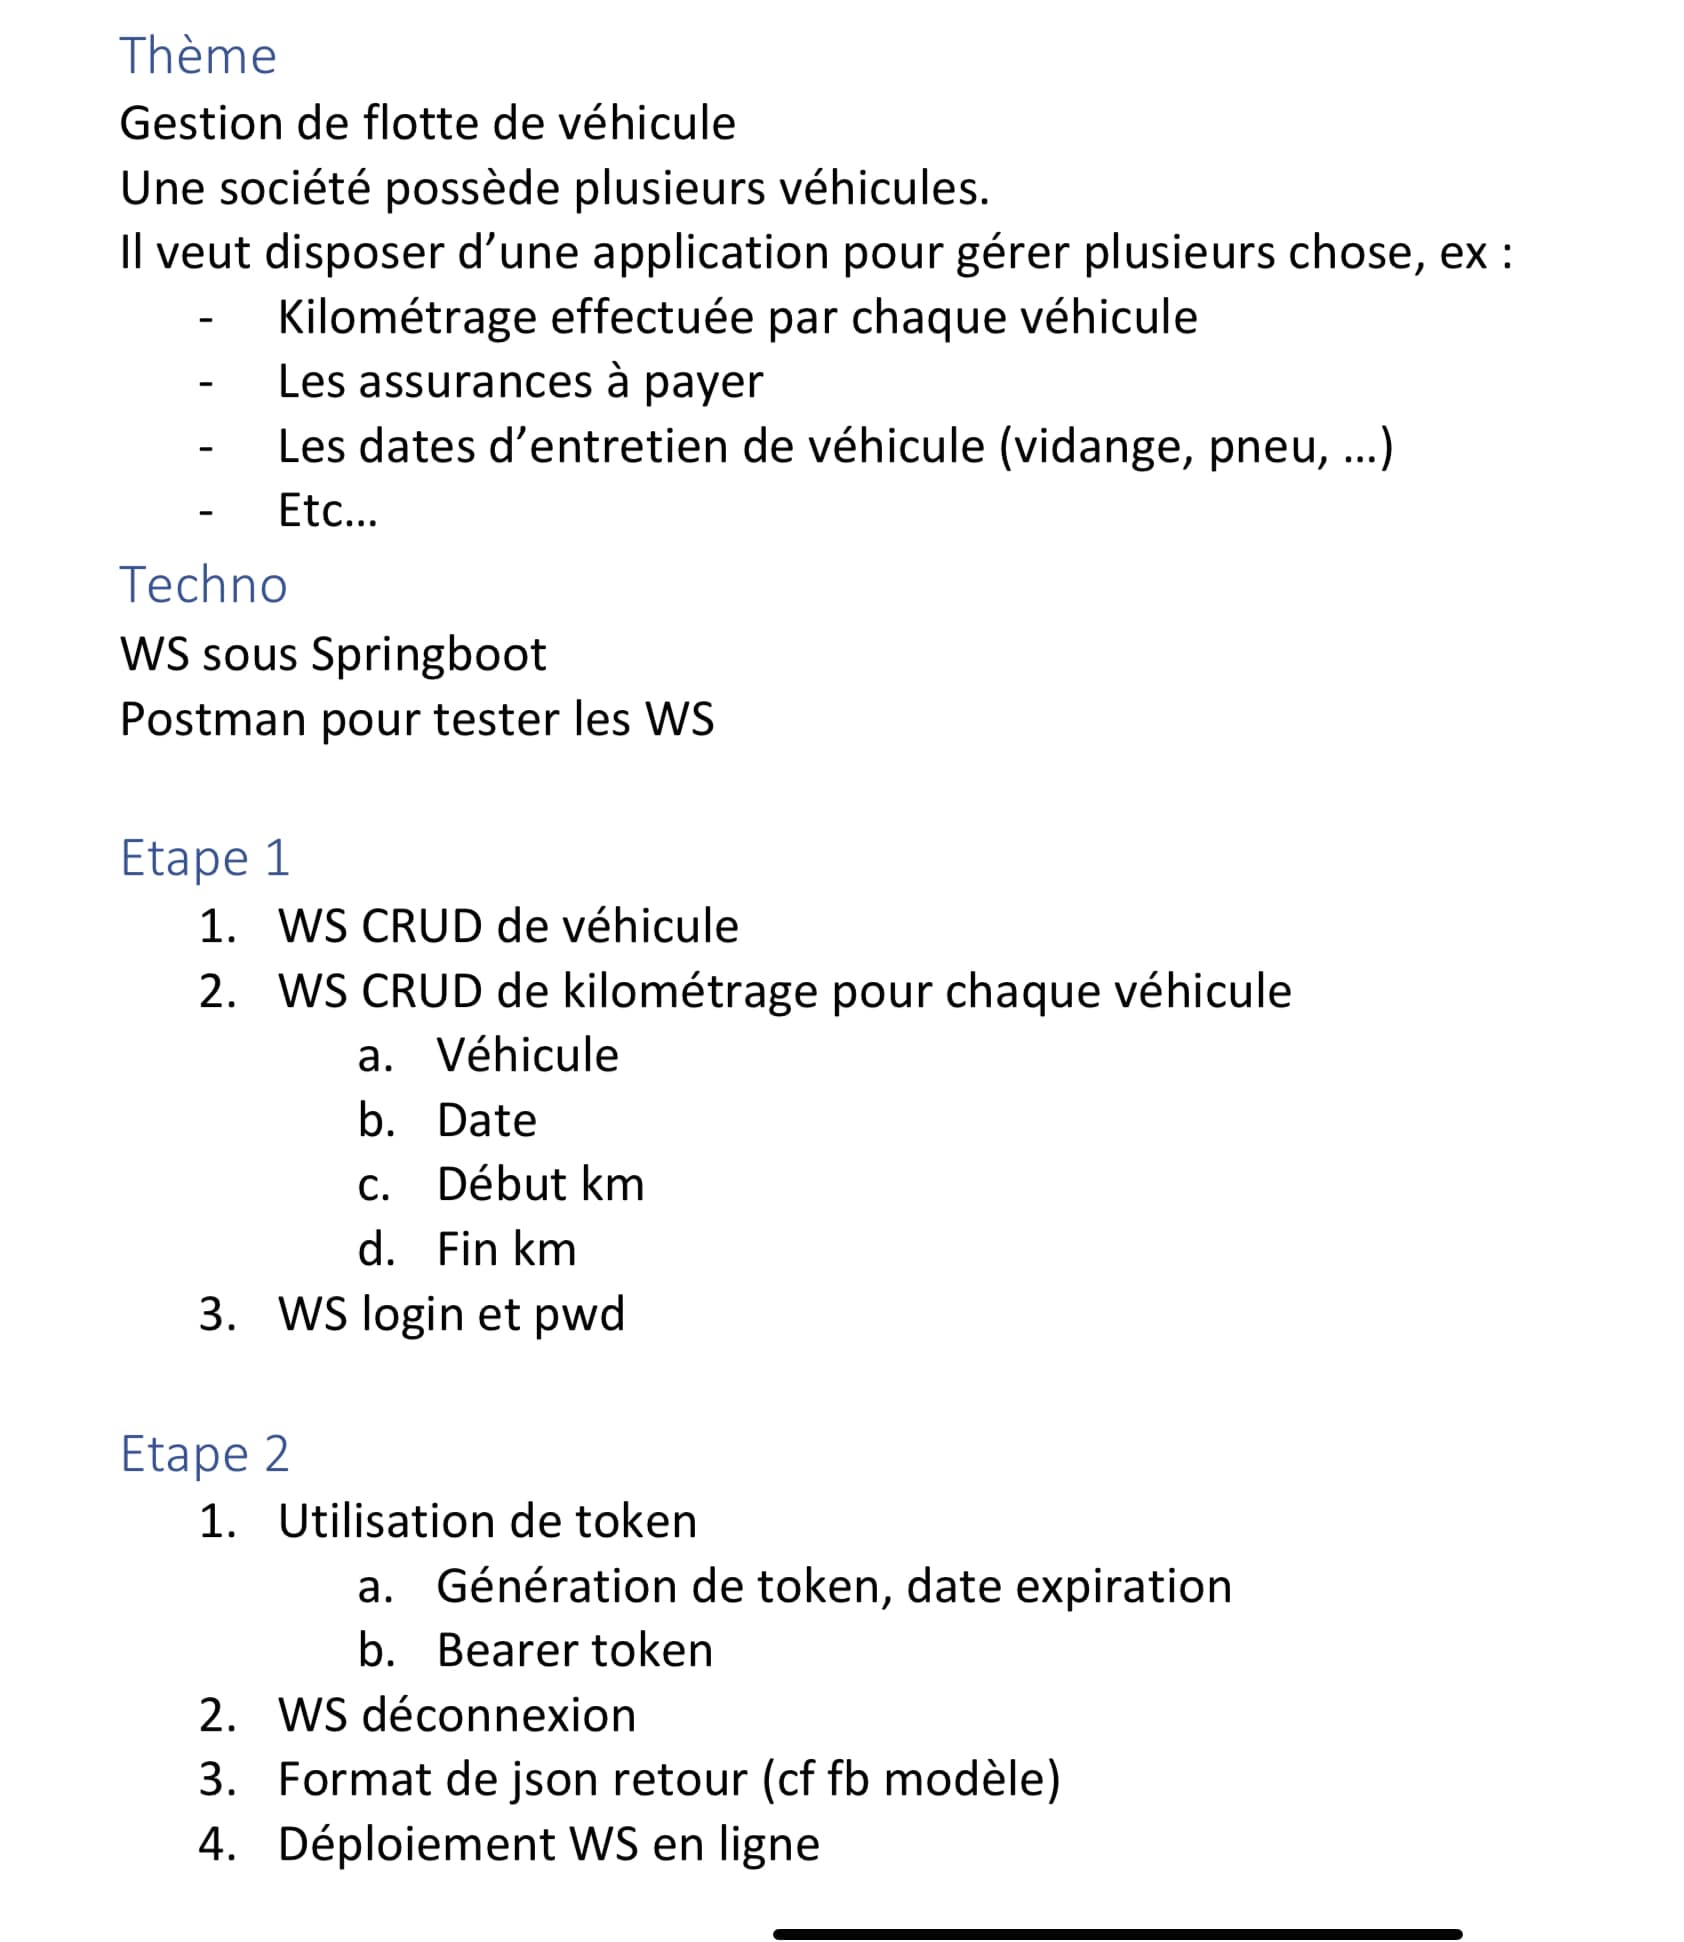 Thème
Gestion de flotte de véhicule
Une société possède plusieurs véhicules.
Il veut disposer d’une application pour gérer plusieurs chose, ex :
- Kilométrage effectuée par chaque véhicule
- Les assurances à payer
- Les dates d’entretien de véhicule (vidange, pneu, …)
- Etc…
Techno
WS sous Springboot
Postman pour tester les WS
Etape 1
1. WS CRUD de véhicule
2. WS CRUD de kilométrage pour chaque véhicule
a. Véhicule
b. Date
c. Début km
d. Fin km
3. WS login et pwd
Etape 2
1. Utilisation de token
a. Génération de token, date expiration
b. Bearer token
2. WS déconnexion
3. Format de json retour (cf fb modèle)
4. Déploiement WS en ligne